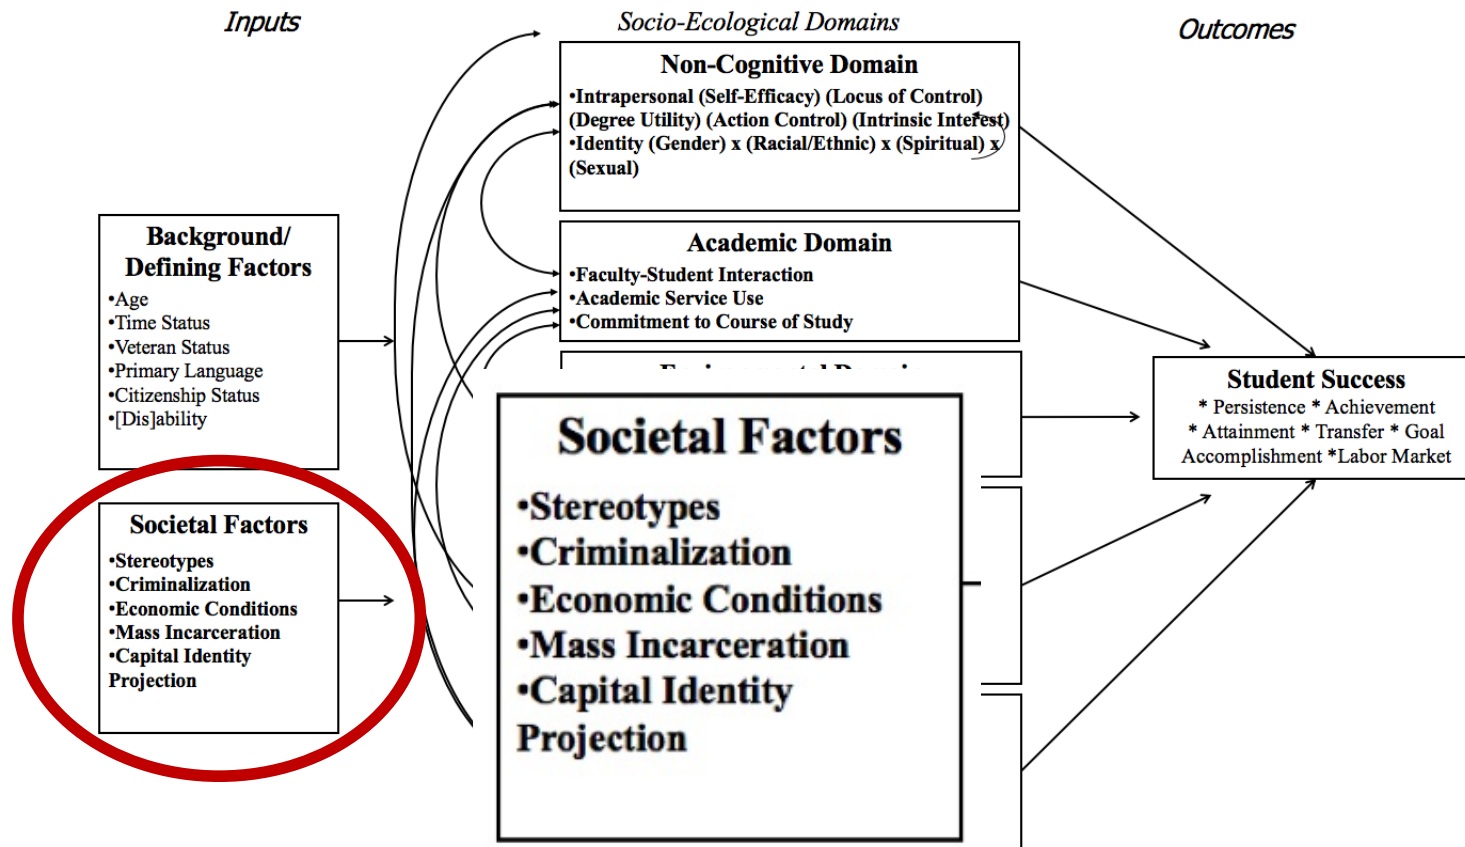 Inputs
Socio-Ecological Domains
Outcomes
Non-Cognitive Domain
•Intrapersonal (Self-Efficacy) (Locus of Control)
(Degree Utility) (Action Control) (Intrinsic Interest)
•Identity (Gender) x (Racial/Ethnic) x (Spiritual) x
(Sexual)
Background/
Defining Factors
•Age
•Time Status
•Veteran Status
•Primary Language
•Citizenship Status
•[Dis]ability
Academic Domain
•Faculty-Student Interaction
•Academic Service Use
•Commitment to Course of Study
Student Success
* Persistence * Achievement
* Attainment * Transfer * Goal
Accomplishment *Labor Market
Societal Factors
•Stereotypes
•Criminalization
•Economic Conditions
•Mass Incarceration
•Capital Identity
Projection
Societal Factors
•Stereotypes
•Criminalization
•Economic Conditions
•Mass Incarceration
•Capital Identity
Projection